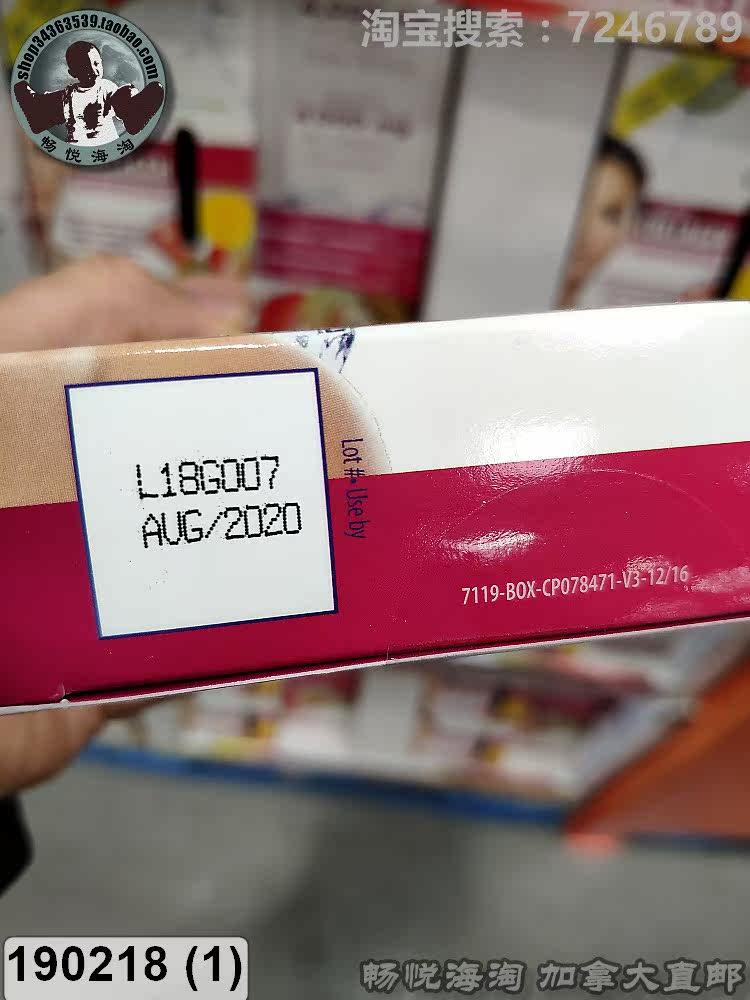 淘宝搜索：7246789
shop34363539.taobao.com
畅悦海淘
L18G007
AUG/2020
Lot #• Use by
7119-BOX-CP078471-V3-12/16
190218 (1)
畅悦海淘 加拿大直邮